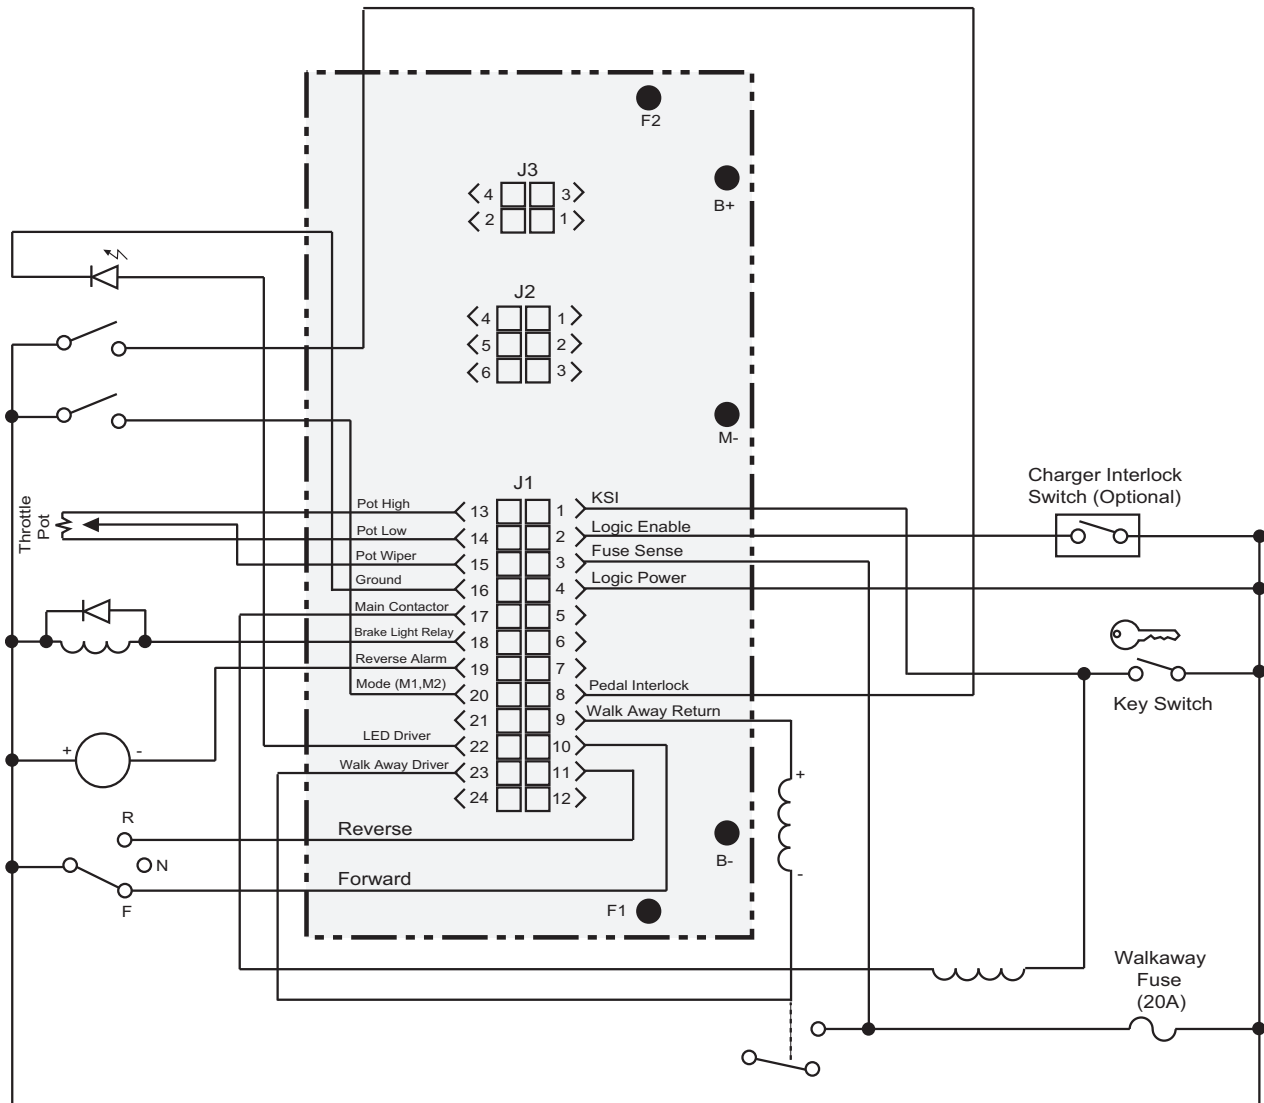 F2
J3
4 3
2 1
B+
J2
4 1
5 2
6 3
M-
J1
Charger Interlock
Switch (Optional)
Throttle
Pot
Pot High 13 1 KSI
Pot Low 14 2 Logic Enable
Pot Wiper 15 3 Fuse Sense
Ground 16 4 Logic Power
Main Contactor 17 5
Brake Light Relay 18 6
Reverse Alarm 19 7
Mode (M1,M2) 20 8 Pedal Interlock
21 9 Walk Away Return
LED Driver 22 10
Walk Away Driver 23 11
24 12
Key Switch
+ -
+
R
Reverse
N
B-
-
Forward
F
F1
Walkaway
Fuse
(20A)